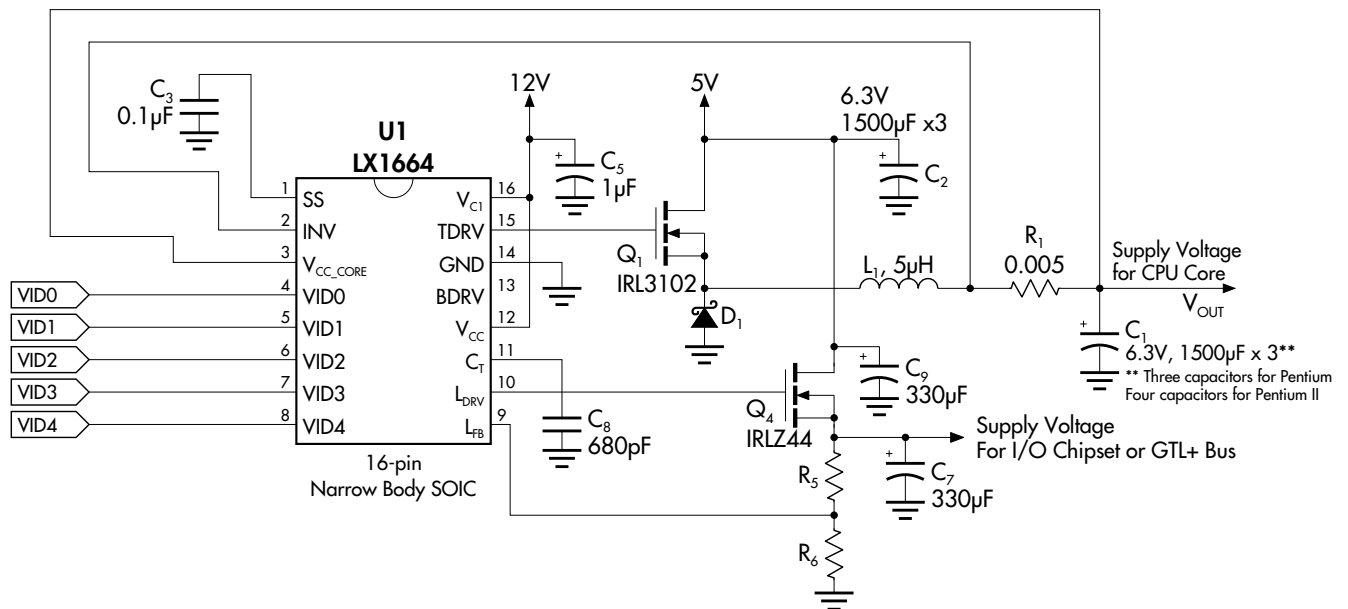 12V
5V
6.3V
1500µF x3
C3
0.1µF
U1
LX1664
C5
1µF
C2
1 SS
2 INV
3 VCC_CORE
4 VID0
5 VID1
6 VID2
7 VID3
8 VID4
VC1 16
TDRV 15
GND 14
BDRV 13
VCC 12
CT 11
LDRV 10
LFB 9
VID0
VID1
VID2
VID3
VID4
16-pin
Narrow Body SOIC
Q1
IRL3102
D1
L1, 5µH
R1
0.005
Supply Voltage
for CPU Core
VOUT
C1
6.3V, 1500µF x 3**
** Three capacitors for Pentium
Four capacitors for Pentium II
C8
680pF
Q4
IRLZ44
C9
330µF
Supply Voltage
For I/O Chipset or GTL+ Bus
R5
C7
330µF
R6